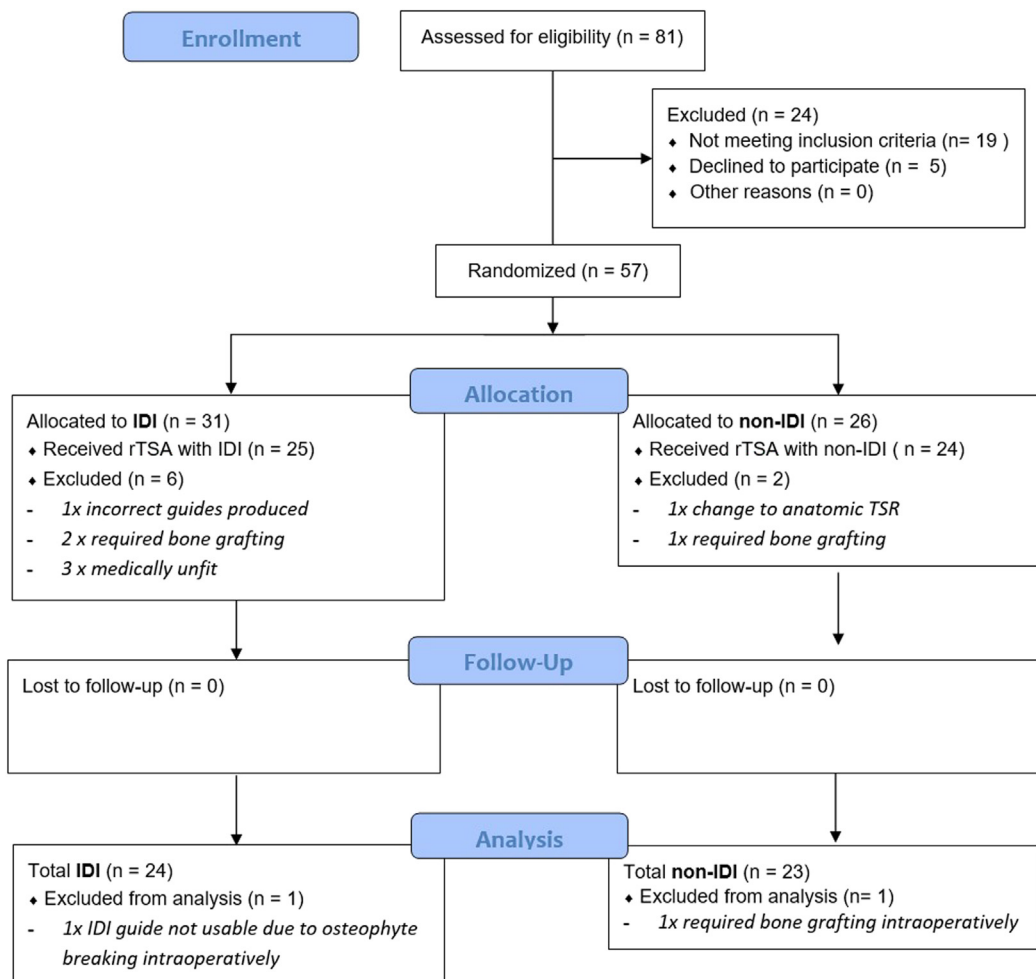 Enrollment
Assessed for eligibility (n = 81)
Excluded (n = 24)
♦ Not meeting inclusion criteria (n= 19 )
♦ Declined to participate (n = 5)
♦ Other reasons (n = 0)
Randomized (n = 57)
Allocation
Allocated to IDI (n = 31)
♦ Received rTSA with IDI (n = 25)
♦ Excluded (n = 6)
- 1x incorrect guides produced
- 2 x required bone grafting
- 3 x medically unfit
Allocated to non-IDI (n = 26)
♦ Received rTSA with non-IDI ( n = 24)
♦ Excluded (n = 2)
- 1x change to anatomic TSR
- 1x required bone grafting
Follow-Up
Lost to follow-up (n = 0)
Lost to follow-up (n = 0)
Analysis
Total IDI (n = 24)
♦ Excluded from analysis (n = 1)
- 1x IDI guide not usable due to osteophyte
breaking intraoperatively
Total non-IDI (n = 23)
♦ Excluded from analysis (n= 1)
- 1x required bone grafting intraoperatively